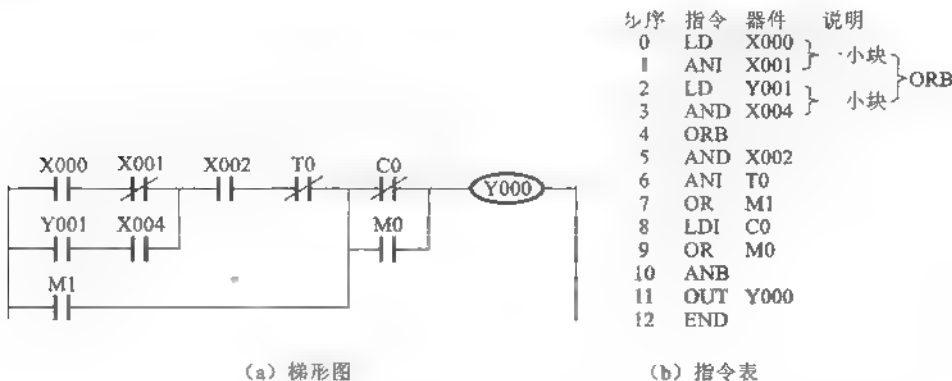 步序 指令 器件 说明
0 LD X000
1 ANI X001
一小块
2 LD Y001
3 AND X004
小块
ORB
4 ORB
5 AND X002
6 ANI T0
7 OR M1
8 LDI C0
9 OR M0
10 ANB
11 OUT Y000
12 END
X000 X001 X002 T0 C0
Y000
Y001 X004 M0
M1
(a) 梯形图
(b) 指令表